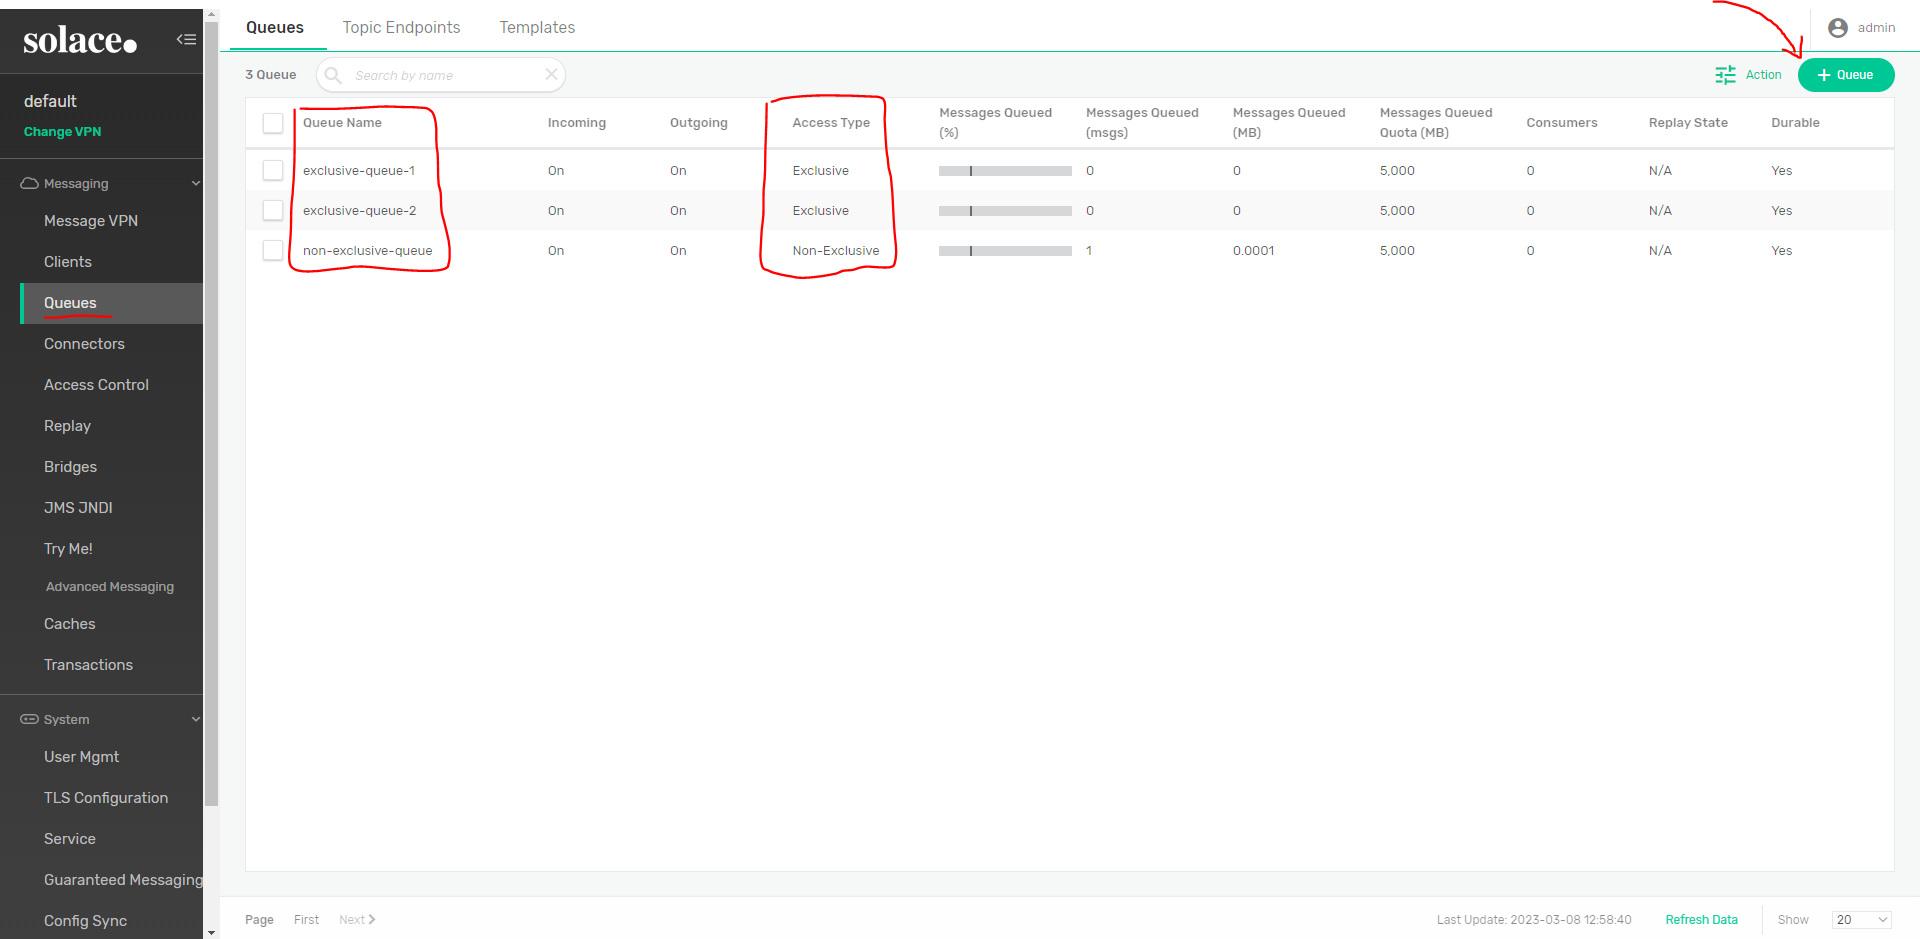 solace.
default
Change VPN
Messaging
Message VPN
Clients
Queues
Connectors
Access Control
Replay
Bridges
JMS JNDI
Try Me!
Advanced Messaging
Caches
Transactions
System
User Mgmt
TLS Configuration
Service
Guaranteed Messaging
Config Sync
Queues Topic Endpoints Templates
admin
3 Queue Search by name Action + Queue
Queue Name Incoming Outgoing Access Type Messages Queued (%) Messages Queued (msgs) Messages Queued (MB) Messages Queued Quota (MB) Consumers Replay State Durable
exclusive-queue-1 On On Exclusive 0 0 5,000 0 N/A Yes
exclusive-queue-2 On On Exclusive 0 0 5,000 0 N/A Yes
non-exclusive-queue On On Non-Exclusive 1 0.0001 5,000 0 N/A Yes
Page First Next Last Update: 2023-03-08 12:58:40 Refresh Data Show 20